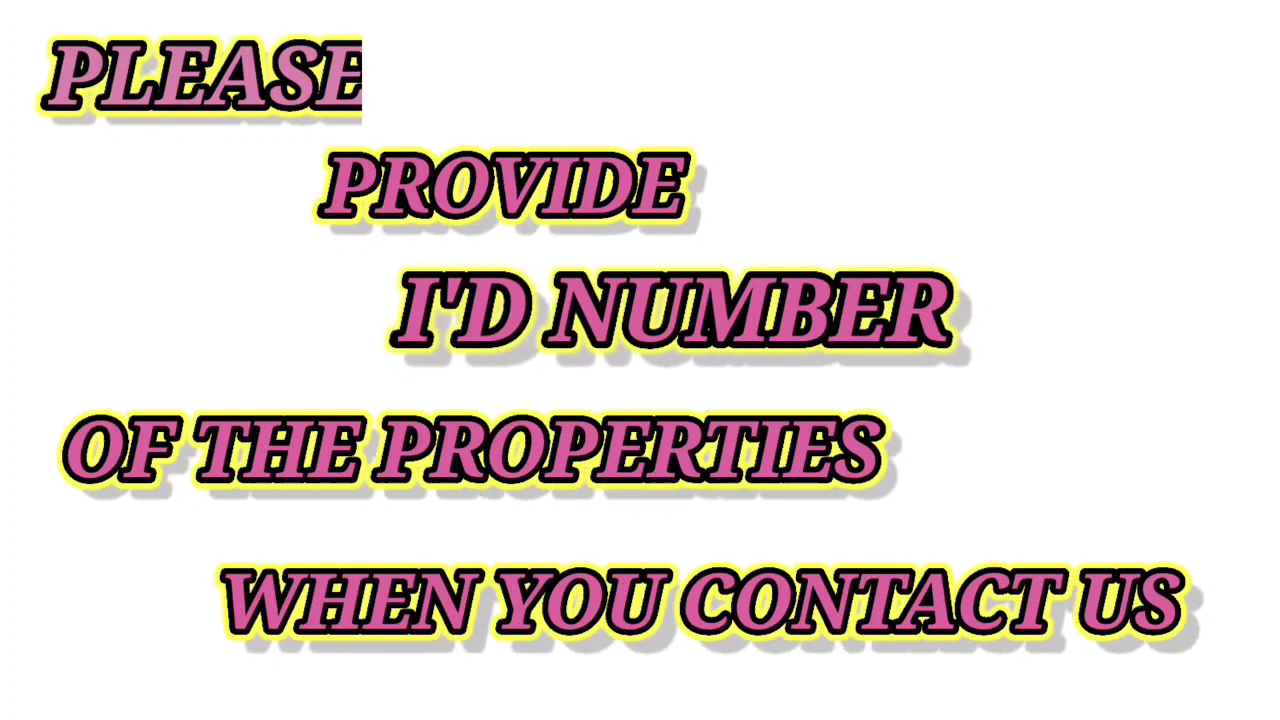 PLEASE
PROVIDE
I'D NUMBER
OF THE PROPERTIES
WHEN YOU CONTACT US